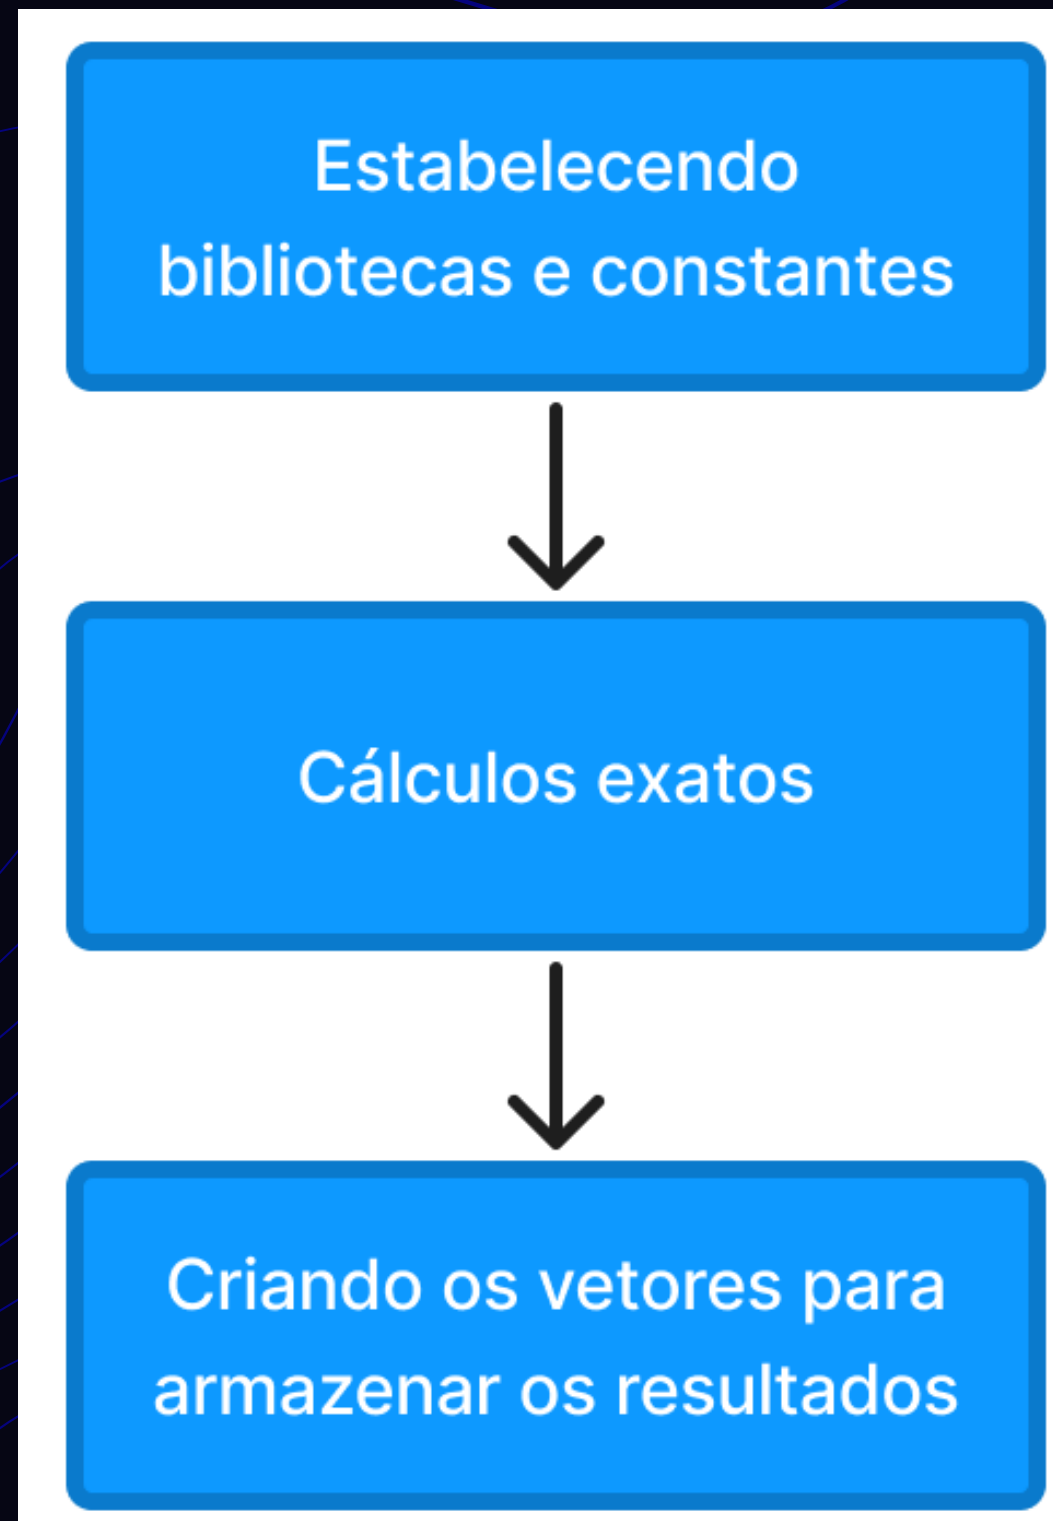 Estabelecendo
bibliotecas e constantes
Cálculos exatos
Criando os vetores para
armazenar os resultados